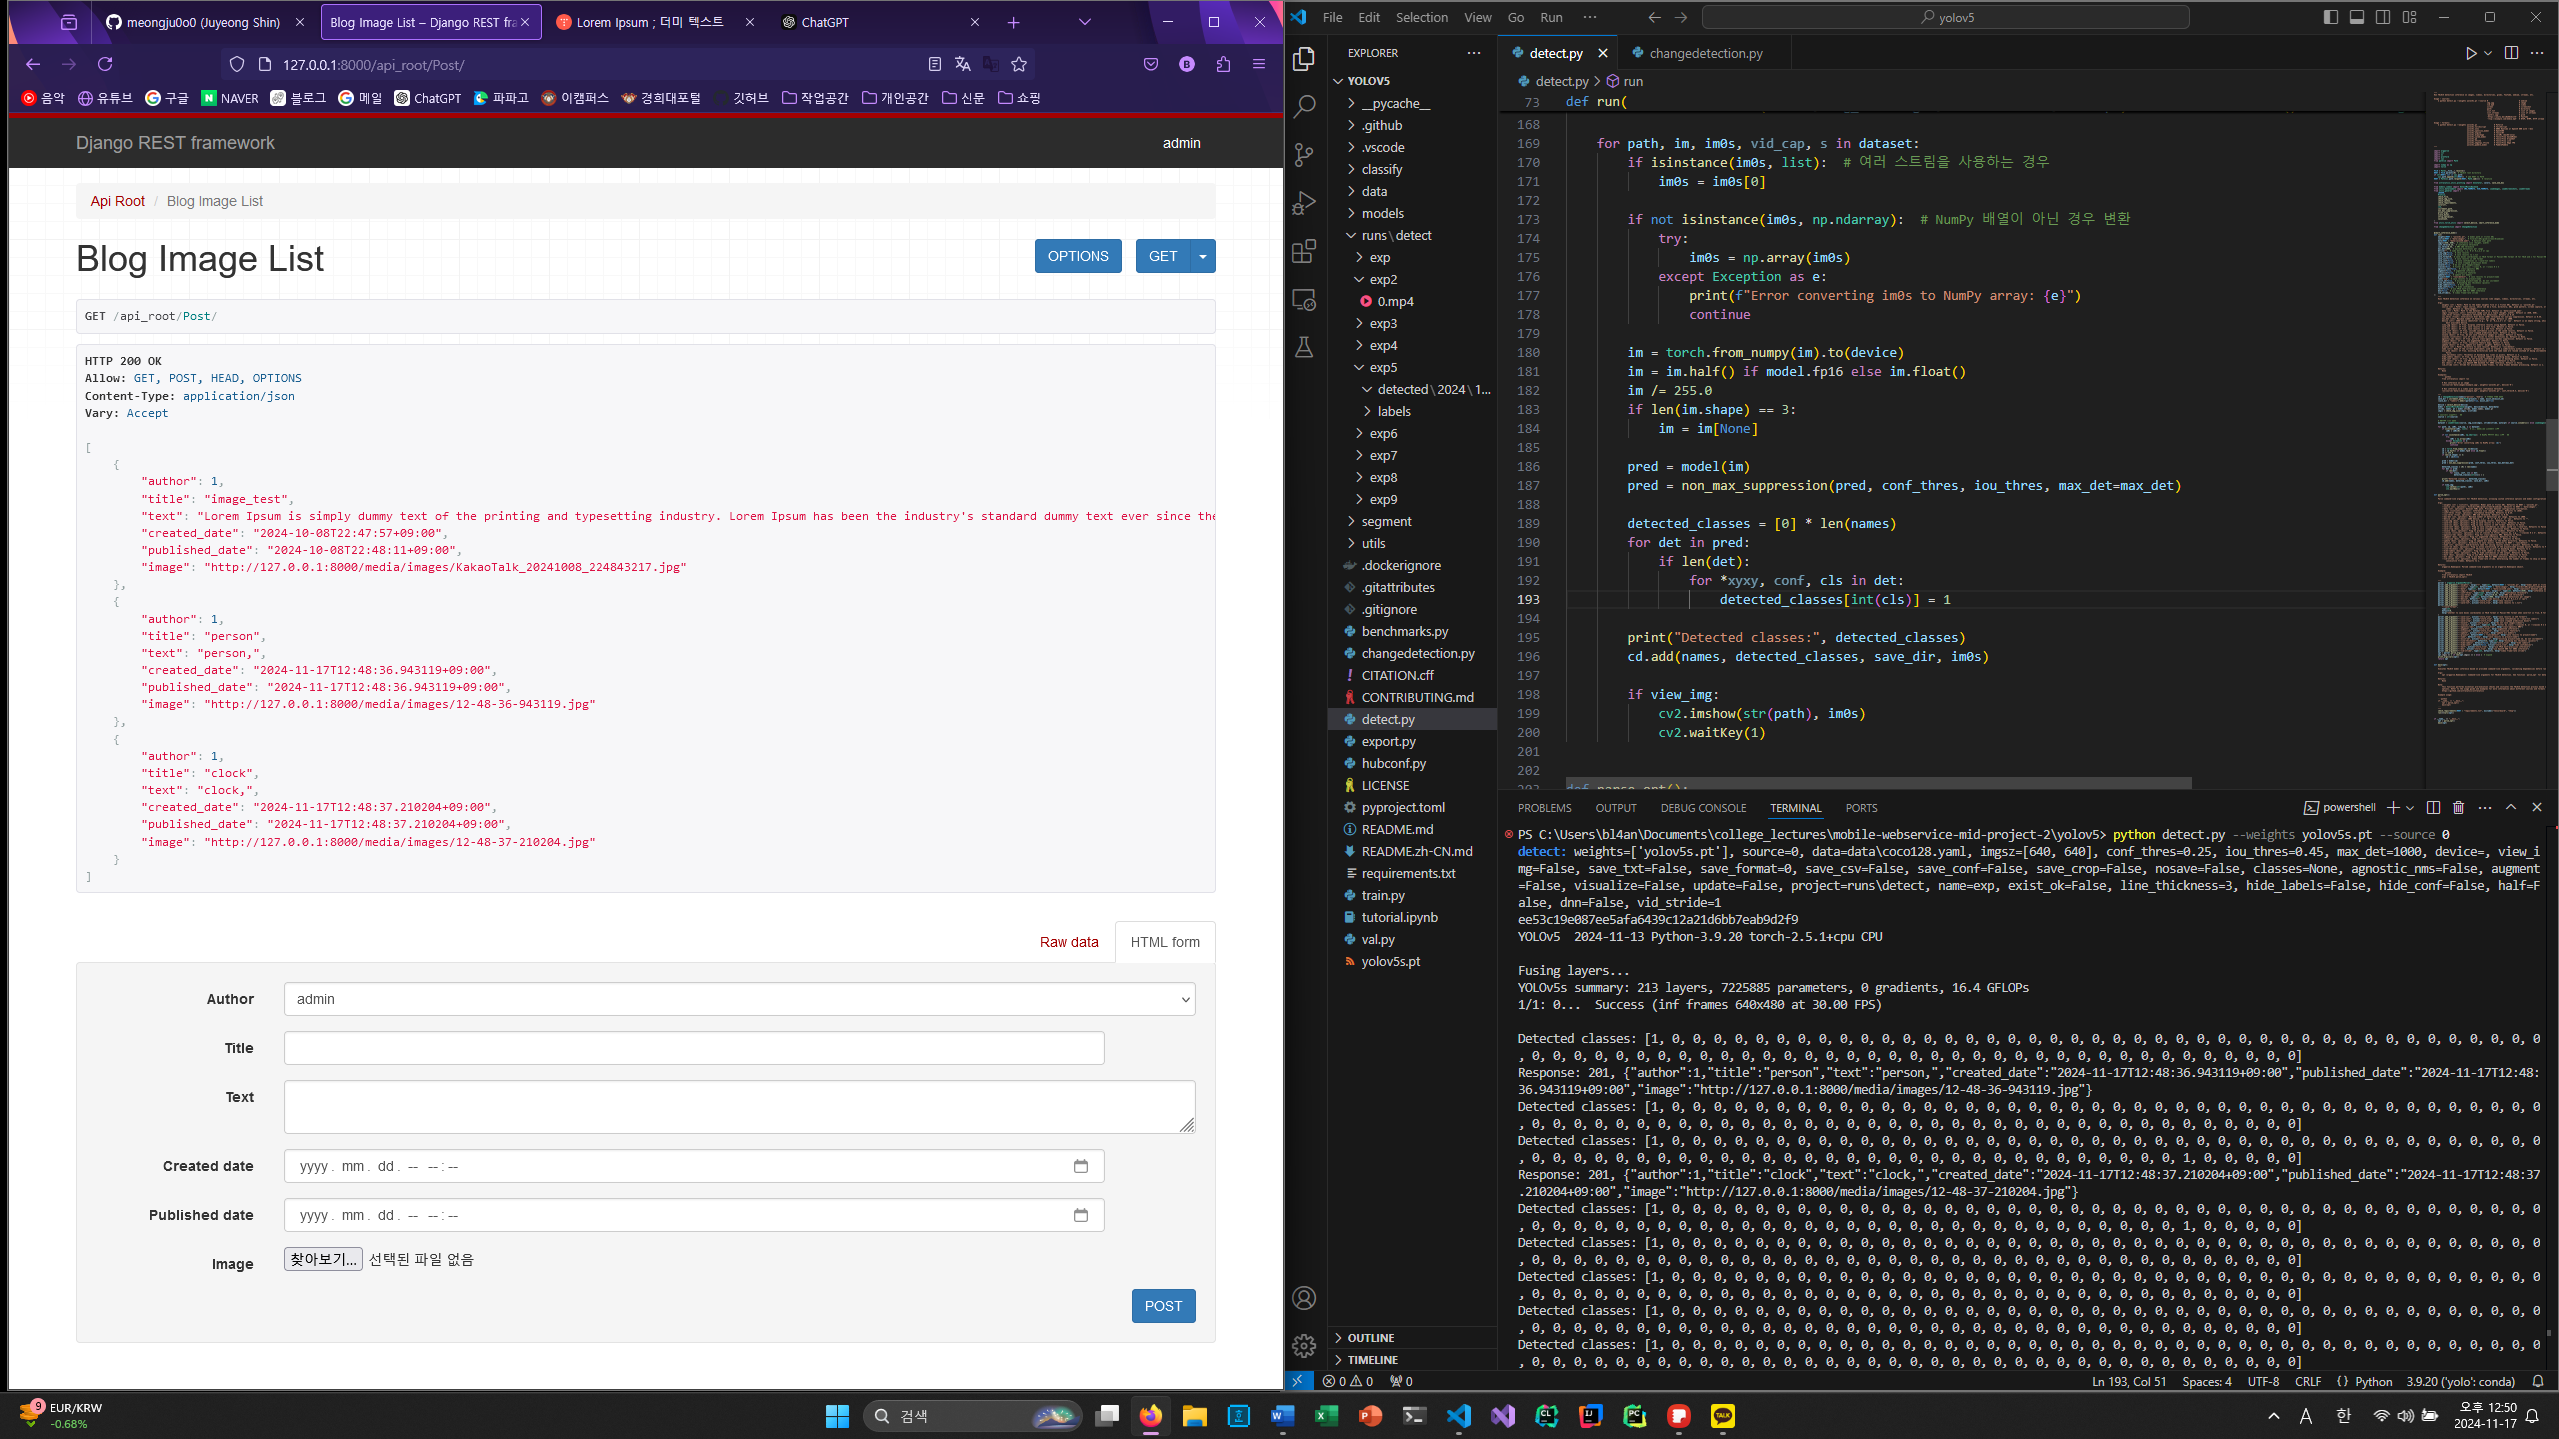 meongju0o0 (Juyeong Shin)
Blog Image List – Django REST fra
Lorem Ipsum ; 더미 텍스트
ChatGPT
127.0.0.1:8000/api_root/Post/
음악 유튜브 구글 NAVER 블로그 메일 ChatGPT 파파고 이캠퍼스 경희대포털 깃허브 작업공간 개인공간 신문 쇼핑
Django REST framework
admin
Api Root / Blog Image List
Blog Image List
OPTIONS
GET
GET /api_root/Post/
HTTP 200 OK
Allow: GET, POST, HEAD, OPTIONS
Content-Type: application/json
Vary: Accept
[
{
"author": 1,
"title": "image_test",
"text": "Lorem Ipsum is simply dummy text of the printing and typesetting industry. Lorem Ipsum has been the industry's standard dummy text ever since the
"created_date": "2024-10-08T22:47:57+09:00",
"published_date": "2024-10-08T22:48:11+09:00",
"image": "http://127.0.0.1:8000/media/images/KakaoTalk_20241008_224843217.jpg"
},
{
"author": 1,
"title": "person",
"text": "person,",
"created_date": "2024-11-17T12:48:36.943119+09:00",
"published_date": "2024-11-17T12:48:36.943119+09:00",
"image": "http://127.0.0.1:8000/media/images/12-48-36-943119.jpg"
},
{
"author": 1,
"title": "clock",
"text": "clock,",
"created_date": "2024-11-17T12:48:37.210204+09:00",
"published_date": "2024-11-17T12:48:37.210204+09:00",
"image": "http://127.0.0.1:8000/media/images/12-48-37-210204.jpg"
}
]
Raw data
HTML form
Author
admin
Title
Text
Created date
yyyy . mm . dd . -- --:--
Published date
yyyy . mm . dd . -- --:--
Image
찾아보기... 선택된 파일 없음
POST
File Edit Selection View Go Run ···
yolov5
EXPLORER
YOLOV5
__pycache__
.github
.vscode
classify
data
models
runs\detect
exp
exp2
0.mp4
exp3
exp4
exp5
detected\2024\1...
labels
exp6
exp7
exp8
exp9
segment
utils
.dockerignore
.gitattributes
.gitignore
benchmarks.py
changedetection.py
CITATION.cff
CONTRIBUTING.md
detect.py
export.py
hubconf.py
LICENSE
pyproject.toml
README.md
README.zh-CN.md
requirements.txt
train.py
tutorial.ipynb
val.py
yolov5s.pt
OUTLINE
TIMELINE
detect.py
changedetection.py
detect.py > run
73 def run(
168
169 for path, im, im0s, vid_cap, s in dataset:
170 if isinstance(im0s, list): # 여러 스트림을 사용하는 경우
171 im0s = im0s[0]
172
173 if not isinstance(im0s, np.ndarray): # NumPy 배열이 아닌 경우 변환
174 try:
175 im0s = np.array(im0s)
176 except Exception as e:
177 print(f"Error converting im0s to NumPy array: {e}")
178 continue
179
180 im = torch.from_numpy(im).to(device)
181 im = im.half() if model.fp16 else im.float()
182 im /= 255.0
183 if len(im.shape) == 3:
184 im = im[None]
185
186 pred = model(im)
187 pred = non_max_suppression(pred, conf_thres, iou_thres, max_det=max_det)
188
189 detected_classes = [0] * len(names)
190 for det in pred:
191 if len(det):
192 for *xyxy, conf, cls in det:
193 detected_classes[int(cls)] = 1
194
195 print("Detected classes:", detected_classes)
196 cd.add(names, detected_classes, save_dir, im0s)
197
198 if view_img:
199 cv2.imshow(str(path), im0s)
200 cv2.waitKey(1)
201
202
PROBLEMS OUTPUT DEBUG CONSOLE TERMINAL PORTS
powershell
PS C:\Users\bl4an\Documents\college_lectures\mobile-webservice-mid-project-2\yolov5> python detect.py --weights yolov5s.pt --source 0
detect: weights=['yolov5s.pt'], source=0, data=data\coco128.yaml, imgsz=[640, 640], conf_thres=0.25, iou_thres=0.45, max_det=1000, device=, view_i
mg=False, save_txt=False, save_format=0, save_csv=False, save_conf=False, save_crop=False, nosave=False, classes=None, agnostic_nms=False, augment
=False, visualize=False, update=False, project=runs\detect, name=exp, exist_ok=False, line_thickness=3, hide_labels=False, hide_conf=False, half=F
alse, dnn=False, vid_stride=1
ee53c19e087ee5afa6439c12a21d6bb7eab9d2f9
YOLOv5 2024-11-13 Python-3.9.20 torch-2.5.1+cpu CPU
Fusing layers...
YOLOv5s summary: 213 layers, 7225885 parameters, 0 gradients, 16.4 GFLOPs
1/1: 0... Success (inf frames 640x480 at 30.00 FPS)
Detected classes: [1, 0, 0, 0, 0, 0, 0, 0, 0, 0, 0, 0, 0, 0, 0, 0, 0, 0, 0, 0, 0, 0, 0, 0, 0, 0, 0, 0, 0, 0, 0, 0, 0, 0, 0, 0, 0, 0, 0, 0, 0, 0, 0
, 0, 0, 0, 0, 0, 0, 0, 0, 0, 0, 0, 0, 0, 0, 0, 0, 0, 0, 0, 0, 0, 0, 0, 0, 0, 0, 0, 0, 0, 0, 0, 0, 0, 0, 0]
Response: 201, {"author":1,"title":"person","text":"person,","created_date":"2024-11-17T12:48:36.943119+09:00","published_date":"2024-11-17T12:48:
36.943119+09:00","image":"http://127.0.0.1:8000/media/images/12-48-36-943119.jpg"}
Detected classes: [1, 0, 0, 0, 0, 0, 0, 0, 0, 0, 0, 0, 0, 0, 0, 0, 0, 0, 0, 0, 0, 0, 0, 0, 0, 0, 0, 0, 0, 0, 0, 0, 0, 0, 0, 0, 0, 0, 0, 0, 0, 0, 0
, 0, 0, 0, 0, 0, 0, 0, 0, 0, 0, 0, 0, 0, 0, 0, 0, 0, 0, 0, 0, 0, 0, 0, 0, 0, 0, 0, 0, 0, 0, 0, 0, 0, 0, 0]
Detected classes: [1, 0, 0, 0, 0, 0, 0, 0, 0, 0, 0, 0, 0, 0, 0, 0, 0, 0, 0, 0, 0, 0, 0, 0, 0, 0, 0, 0, 0, 0, 0, 0, 0, 0, 0, 0, 0, 0, 0, 0, 0, 0, 0
, 0, 0, 0, 0, 0, 0, 0, 0, 0, 0, 0, 0, 0, 0, 0, 0, 0, 0, 0, 0, 0, 0, 0, 0, 0, 0, 0, 0, 0, 1, 0, 0, 0, 0, 0]
Response: 201, {"author":1,"title":"clock","text":"clock,","created_date":"2024-11-17T12:48:37.210204+09:00","published_date":"2024-11-17T12:48:37
.210204+09:00","image":"http://127.0.0.1:8000/media/images/12-48-37-210204.jpg"}
Detected classes: [1, 0, 0, 0, 0, 0, 0, 0, 0, 0, 0, 0, 0, 0, 0, 0, 0, 0, 0, 0, 0, 0, 0, 0, 0, 0, 0, 0, 0, 0, 0, 0, 0, 0, 0, 0, 0, 0, 0, 0, 0, 0, 0
, 0, 0, 0, 0, 0, 0, 0, 0, 0, 0, 0, 0, 0, 0, 0, 0, 0, 0, 0, 0, 0, 0, 0, 0, 0, 0, 0, 0, 0, 1, 0, 0, 0, 0, 0]
Detected classes: [1, 0, 0, 0, 0, 0, 0, 0, 0, 0, 0, 0, 0, 0, 0, 0, 0, 0, 0, 0, 0, 0, 0, 0, 0, 0, 0, 0, 0, 0, 0, 0, 0, 0, 0, 0, 0, 0, 0, 0, 0, 0, 0
, 0, 0, 0, 0, 0, 0, 0, 0, 0, 0, 0, 0, 0, 0, 0, 0, 0, 0, 0, 0, 0, 0, 0, 0, 0, 0, 0, 0, 0, 0, 0, 0, 0, 0, 0]
Detected classes: [1, 0, 0, 0, 0, 0, 0, 0, 0, 0, 0, 0, 0, 0, 0, 0, 0, 0, 0, 0, 0, 0, 0, 0, 0, 0, 0, 0, 0, 0, 0, 0, 0, 0, 0, 0, 0, 0, 0, 0, 0, 0, 0
, 0, 0, 0, 0, 0, 0, 0, 0, 0, 0, 0, 0, 0, 0, 0, 0, 0, 0, 0, 0, 0, 0, 0, 0, 0, 0, 0, 0, 0, 0, 0, 0, 0, 0, 0]
Detected classes: [1, 0, 0, 0, 0, 0, 0, 0, 0, 0, 0, 0, 0, 0, 0, 0, 0, 0, 0, 0, 0, 0, 0, 0, 0, 0, 0, 0, 0, 0, 0, 0, 0, 0, 0, 0, 0, 0, 0, 0, 0, 0, 0
, 0, 0, 0, 0, 0, 0, 0, 0, 0, 0, 0, 0, 0, 0, 0, 0, 0, 0, 0, 0, 0, 0, 0, 0, 0, 0, 0, 0, 0, 0, 0, 0, 0, 0, 0]
Detected classes: [1, 0, 0, 0, 0, 0, 0, 0, 0, 0, 0, 0, 0, 0, 0, 0, 0, 0, 0, 0, 0, 0, 0, 0, 0, 0, 0, 0, 0, 0, 0, 0, 0, 0, 0, 0, 0, 0, 0, 0, 0, 0, 0
, 0, 0, 0, 0, 0, 0, 0, 0, 0, 0, 0, 0, 0, 0, 0, 0, 0, 0, 0, 0, 0, 0, 0, 0, 0, 0, 0, 0, 0, 0, 0, 0, 0, 0, 0]
0 0 0
Ln 193, Col 51 Spaces: 4 UTF-8 CRLF {} Python 3.9.20 ('yolo': conda)
9 EUR/KRW
-0.68%
검색
A 한 오후 12:50
2024-11-17